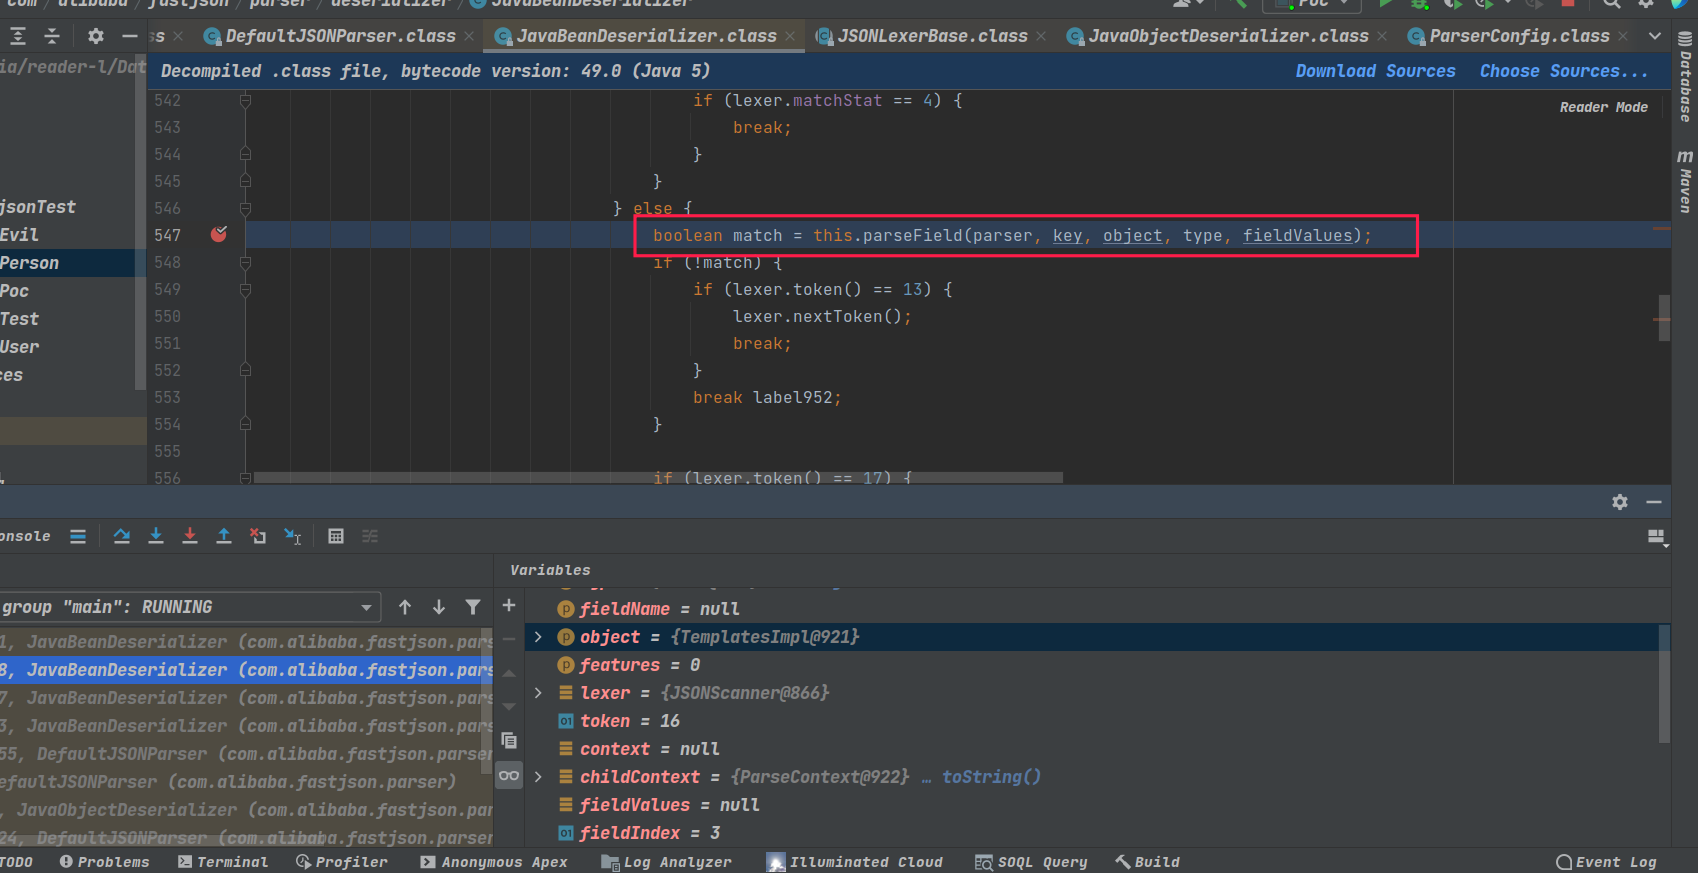 com / alibaba / fastjson / parser / deserializer / JavaBeanDeserializer
Poc
ss
DefaultJSONParser.class
JavaBeanDeserializer.class
JSONLexerBase.class
JavaObjectDeserializer.class
ParserConfig.class
ia/reader-l/Dat
Decompiled .class file, bytecode version: 49.0 (Java 5)
Download Sources
Choose Sources...
Reader Mode
Database
Maven
jsonTest
Evil
Person
Poc
Test
User
ces
542 if (lexer.matchStat == 4) {
543 break;
544 }
545 }
546 } else {
547 boolean match = this.parseField(parser, key, object, type, fieldValues);
548 if (!match) {
549 if (lexer.token() == 13) {
550 lexer.nextToken();
551 break;
552 }
553 break label952;
554 }
555
556 if (lexer.token() == 17) {
onsole
Variables
group "main": RUNNING
1, JavaBeanDeserializer (com.alibaba.fastjson.pars
8, JavaBeanDeserializer (com.alibaba.fastjson.pars
7, JavaBeanDeserializer (com.alibaba.fastjson.pars
3, JavaBeanDeserializer (com.alibaba.fastjson.pars
55, DefaultJSONParser (com.alibaba.fastjson.parser
efaultJSONParser (com.alibaba.fastjson.parser)
, JavaObjectDeserializer (com.alibaba.fastjson.par
24, DefaultJSONParser (com.alibaba.fastjson.parser
fieldName = null
object = {TemplatesImpl@921}
features = 0
lexer = {JSONScanner@866}
token = 16
context = null
childContext = {ParseContext@922} … toString()
fieldValues = null
fieldIndex = 3
TODO
Problems
Terminal
Profiler
Anonymous Apex
Log Analyzer
Illuminated Cloud
SOQL Query
Build
Event Log